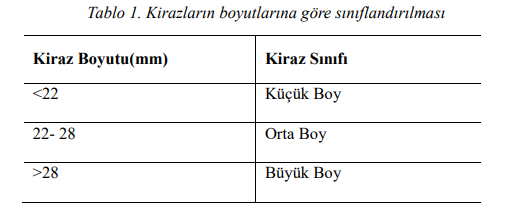 Tablo 1. Kirazların boyutlarına göre sınıflandırılması
Kiraz Boyutu(mm) Kiraz Sınıfı
<22 Küçük Boy
22- 28 Orta Boy
>28 Büyük Boy